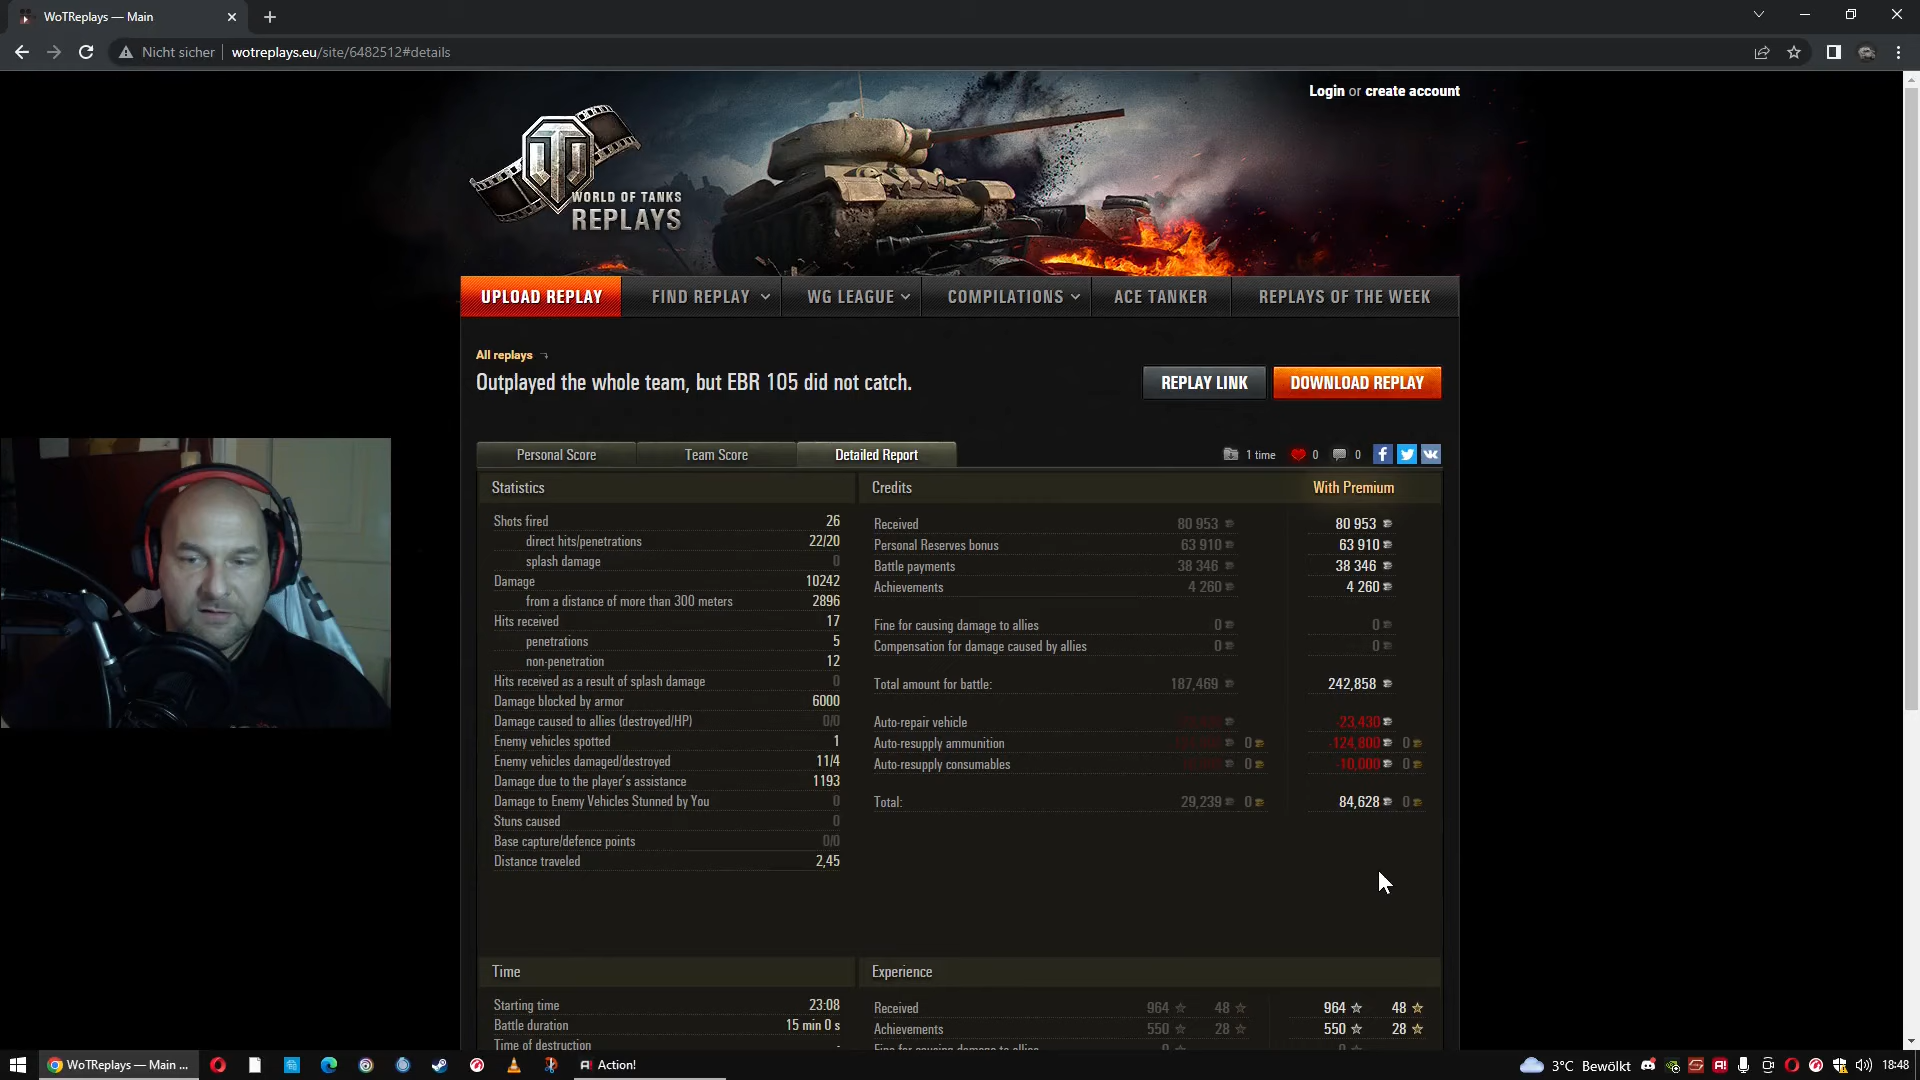 WoTReplays — Main
Nicht sicher
wotreplays.eu/site/6482512#details
Login or create account
WORLD OF TANKS
REPLAYS
UPLOAD REPLAY
FIND REPLAY
WG LEAGUE
COMPILATIONS
ACE TANKER
REPLAYS OF THE WEEK
All replays
Outplayed the whole team, but EBR 105 did not catch.
REPLAY LINK
DOWNLOAD REPLAY
Personal Score
Team Score
Detailed Report
1 time
0
0
Statistics
Shots fired 26
direct hits/penetrations 22/20
splash damage 0
Damage 10242
from a distance of more than 300 meters 2896
Hits received 17
penetrations 5
non-penetration 12
Hits received as a result of splash damage 0
Damage blocked by armor 6000
Damage caused to allies (destroyed/HP) 0/0
Enemy vehicles spotted 1
Enemy vehicles damaged/destroyed 11/4
Damage due to the player's assistance 1193
Damage to Enemy Vehicles Stunned by You 0
Stuns caused 0
Base capture/defence points 0/0
Distance traveled 2,45
Credits With Premium
Received 80 953 80 953
Personal Reserves bonus 63 910 63 910
Battle payments 38 346 38 346
Achievements 4 260 4 260
Fine for causing damage to allies 0 0
Compensation for damage caused by allies 0 0
Total amount for battle: 187,469 242,858
Auto-repair vehicle -23,430
Auto-resupply ammunition 0 -124,800 0
Auto-resupply consumables 0 -10,000 0
Total: 29,239 0 84,628 0
Time
Starting time 23:08
Battle duration 15 min 0 s
Time of destruction -
Experience
Received 964 48 964 48
Achievements 550 28 550 28
Fine for causing damage to allies
WoTReplays — Main ...
Action!
3°C Bewölkt
18:48